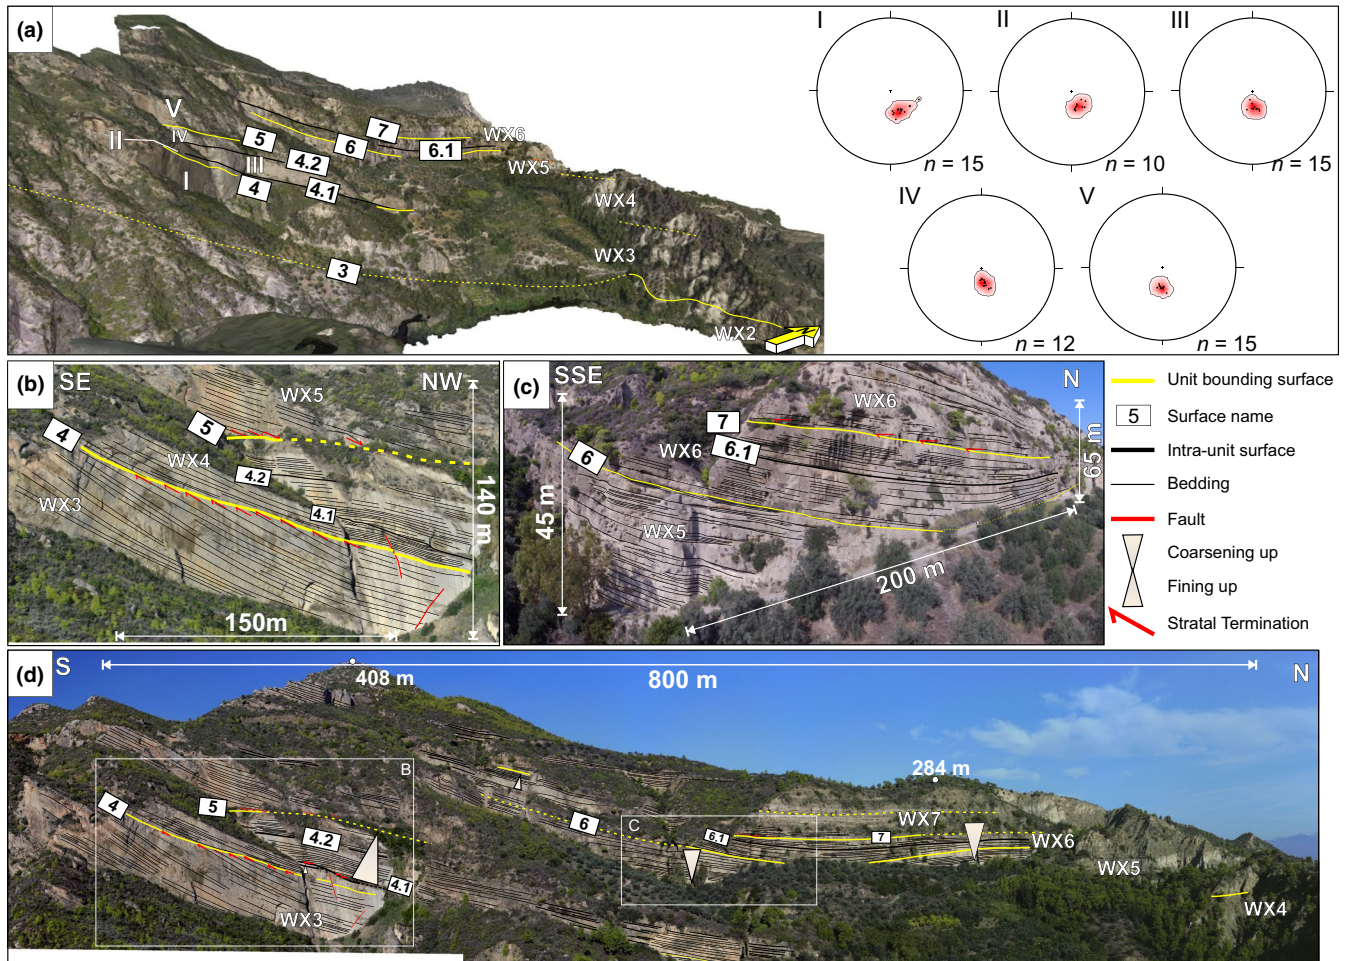 (a)
V
IV
II
III
I
5
4.2
4
4.1
6
7
6.1
3
WX6
WX5
WX4
WX3
WX2
I
n = 15
II
n = 10
III
n = 15
IV
n = 12
V
n = 15
(b)
SE
NW
WX5
5
4
WX4
4.2
WX3
4.1
140 m
150m
(c)
SSE
N
WX6
7
6.1
WX6
6
WX5
45 m
65 m
200 m
Unit bounding surface
5 Surface name
Intra-unit surface
Bedding
Fault
Coarsening up
Fining up
Stratal Termination
(d)
S
408 m
800 m
N
B
284 m
4
5
4.2
6
C
6.1
7
WX7
WX6
WX5
4.1
WX3
WX4